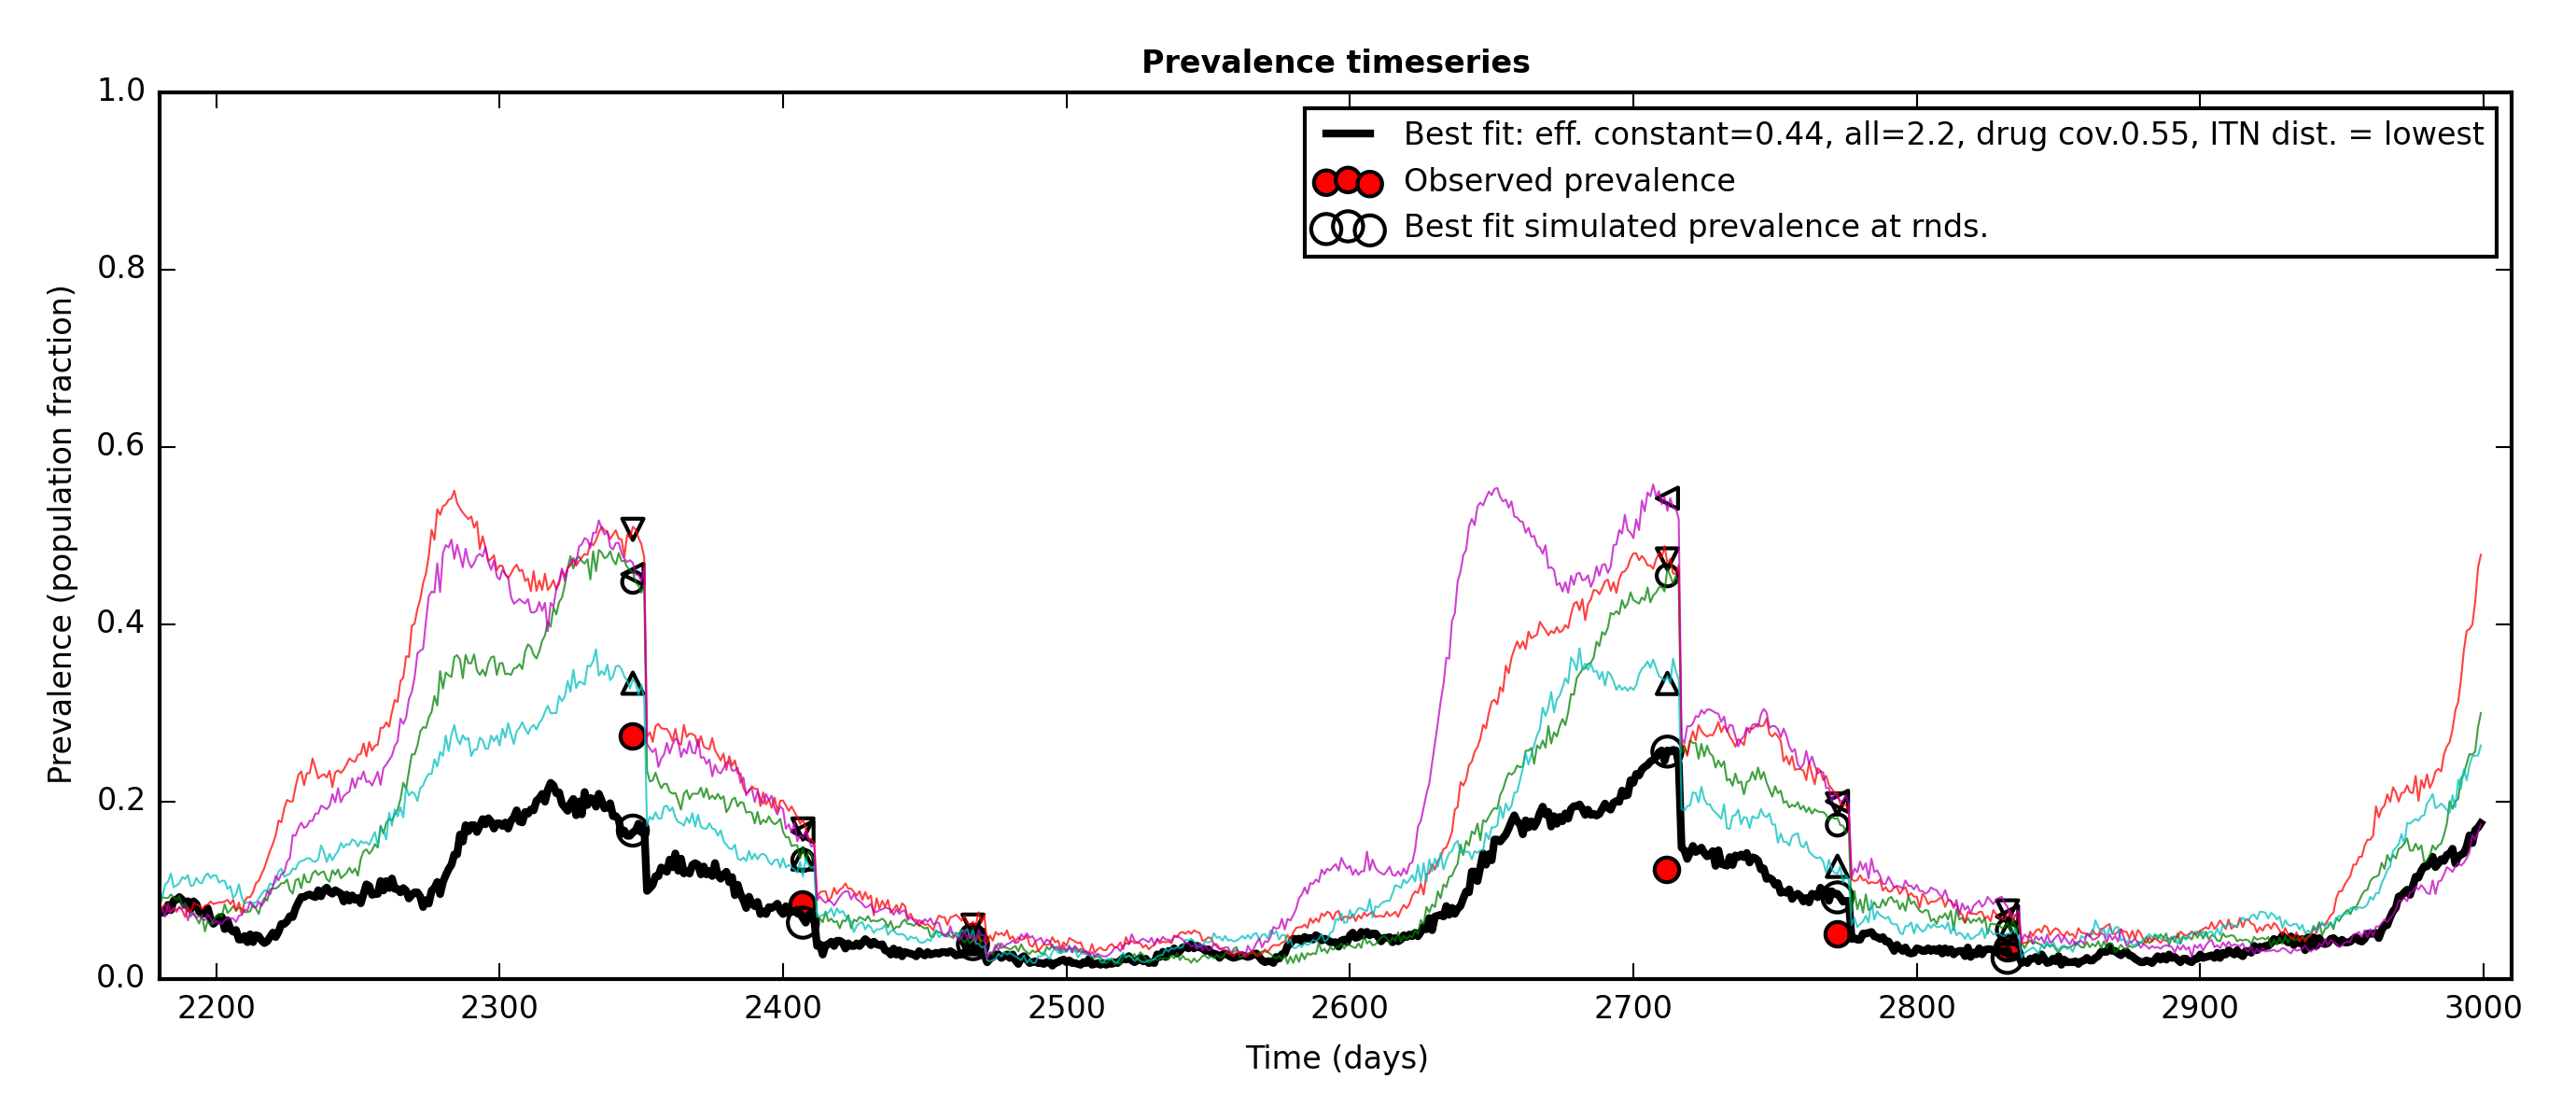 Prevalence timeseries
1.0
0.8
0.6
0.4
0.2
0.0
Prevalence (population fraction)
Best fit: eff. constant=0.44, all=2.2, drug cov.0.55, ITN dist. = lowest
Observed prevalence
Best fit simulated prevalence at rnds.
2200 2300 2400 2500 2600 2700 2800 2900 3000
Time (days)